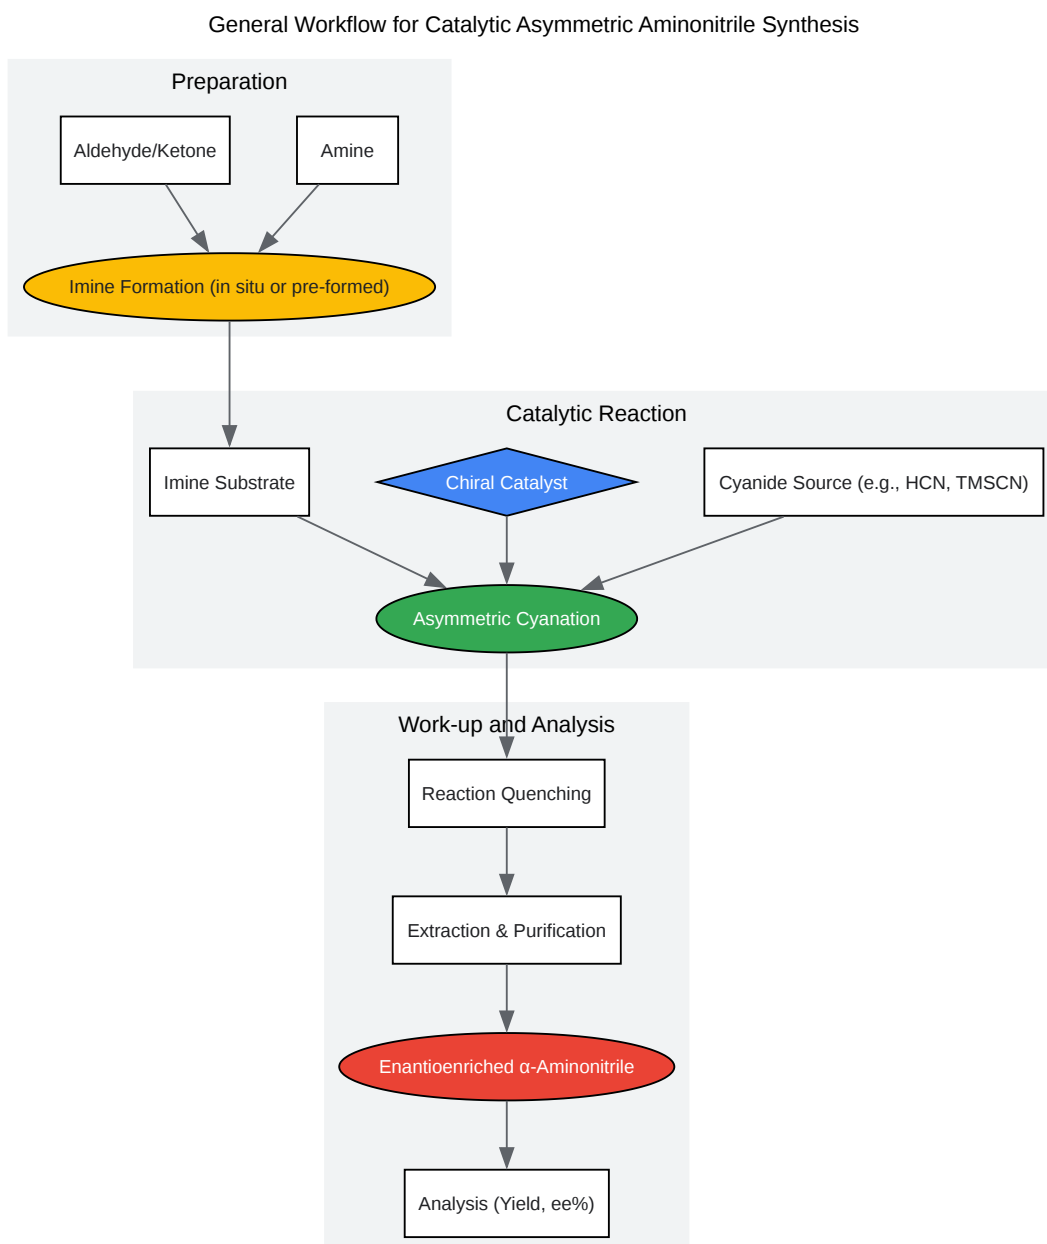 General Workflow for Catalytic Asymmetric Aminonitrile Synthesis
Preparation
Aldehyde/Ketone
Amine
Imine Formation (in situ or pre-formed)
Catalytic Reaction
Imine Substrate
Chiral Catalyst
Cyanide Source (e.g., HCN, TMSCN)
Asymmetric Cyanation
Work-up and Analysis
Reaction Quenching
Extraction & Purification
Enantioenriched α-Aminonitrile
Analysis (Yield, ee%)